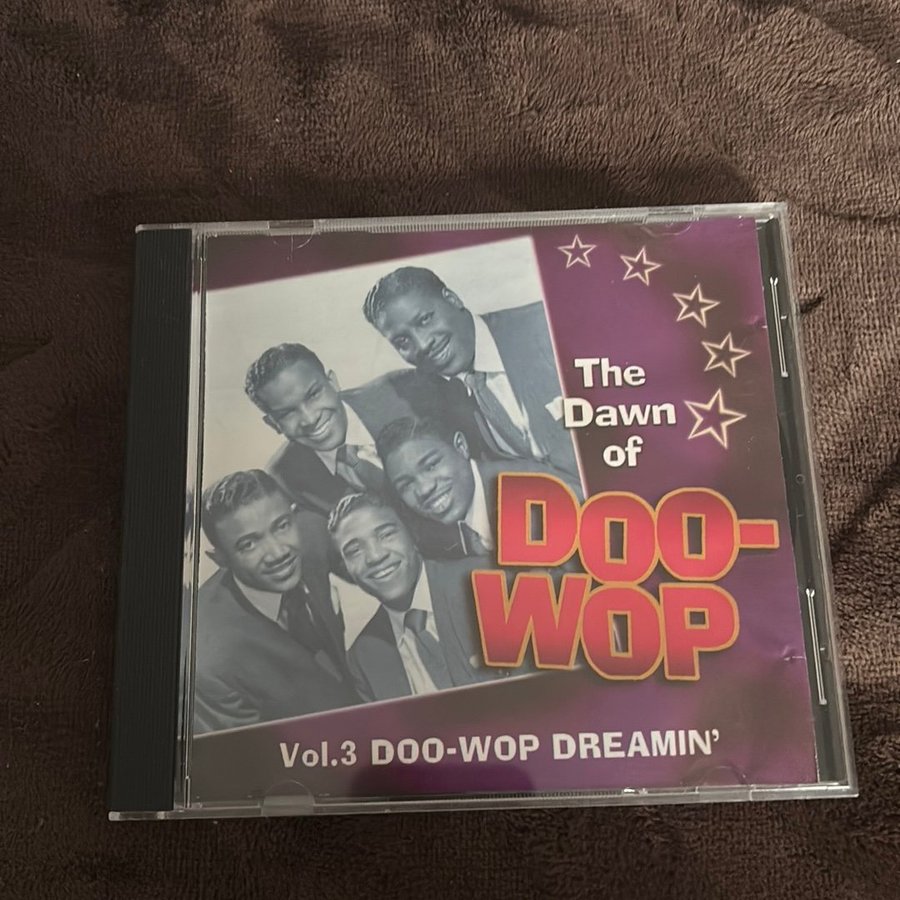 The
Dawn
of
DOO-
WOP
Vol.3 DOO-WOP DREAMIN'